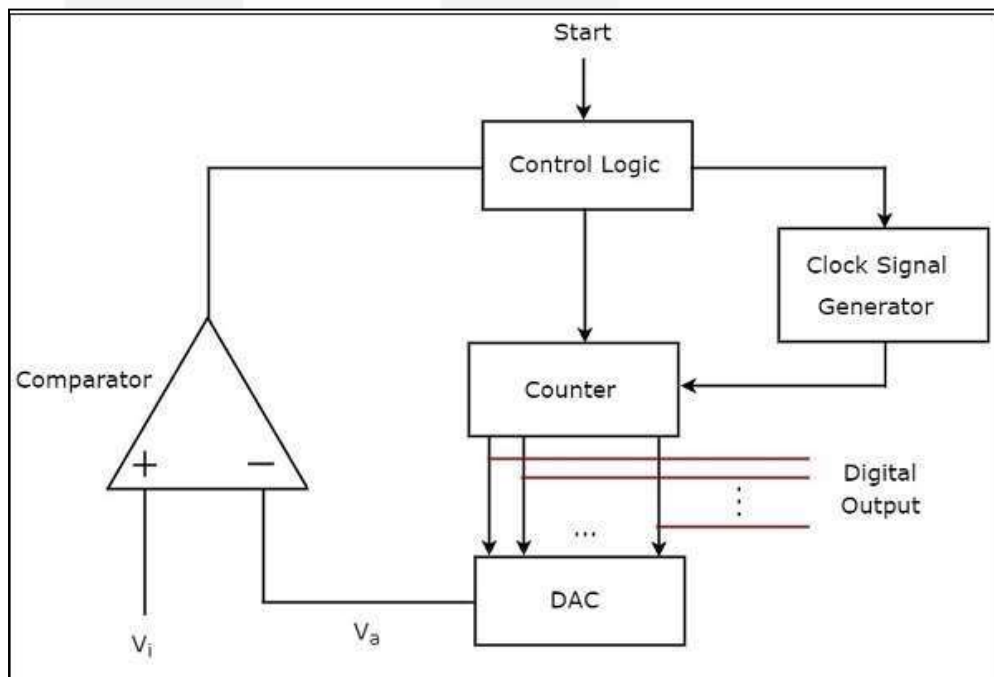 Start
Control Logic
Clock Signal
Generator
Comparator
Counter
+
−
Digital
Output
⋮
...
DAC
Vₐ
Vᵢ